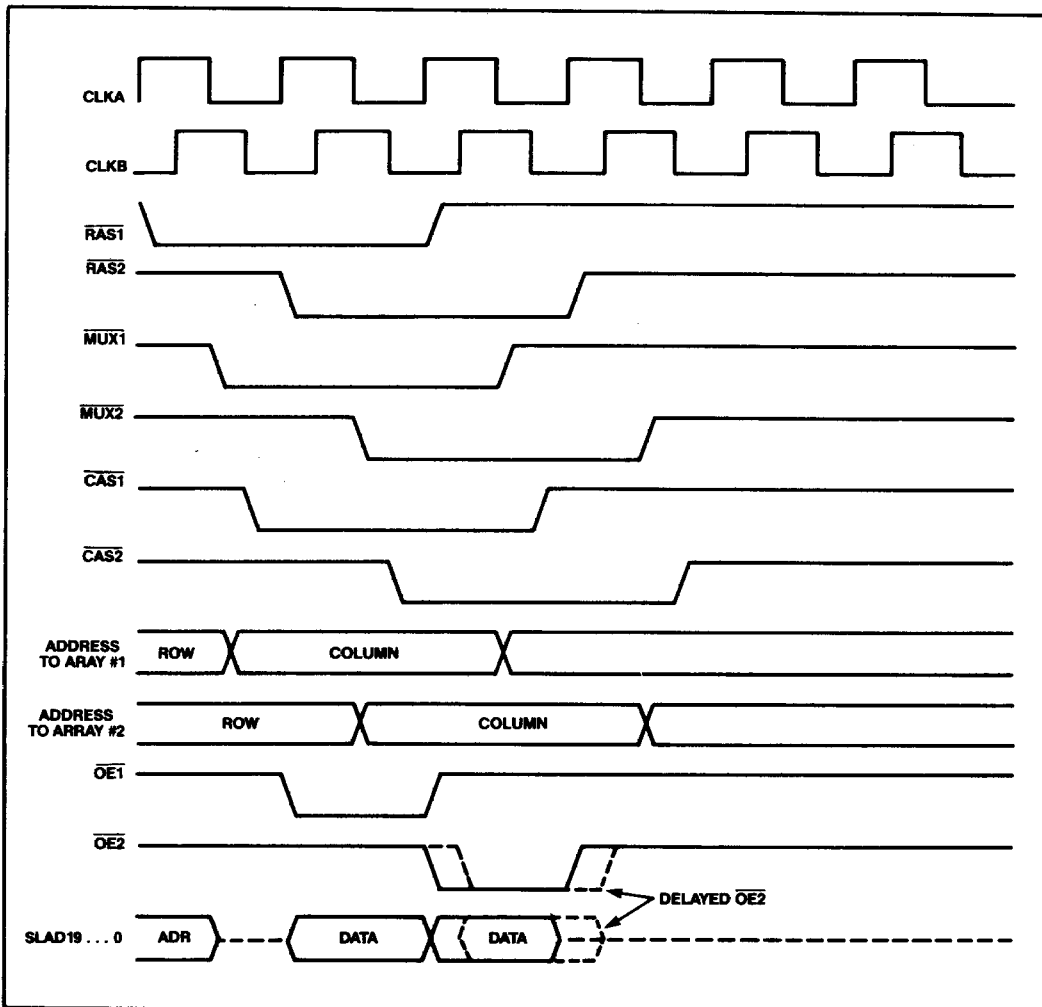 CLKA
CLKB
RAS1
RAS2
MUX1
MUX2
CAS1
CAS2
ADDRESS
TO ARAY #1
ROW
COLUMN
ADDRESS
TO ARRAY #2
ROW
COLUMN
OE1
OE2
DELAYED OE2
SLAD19 . . . 0
ADR
DATA
DATA